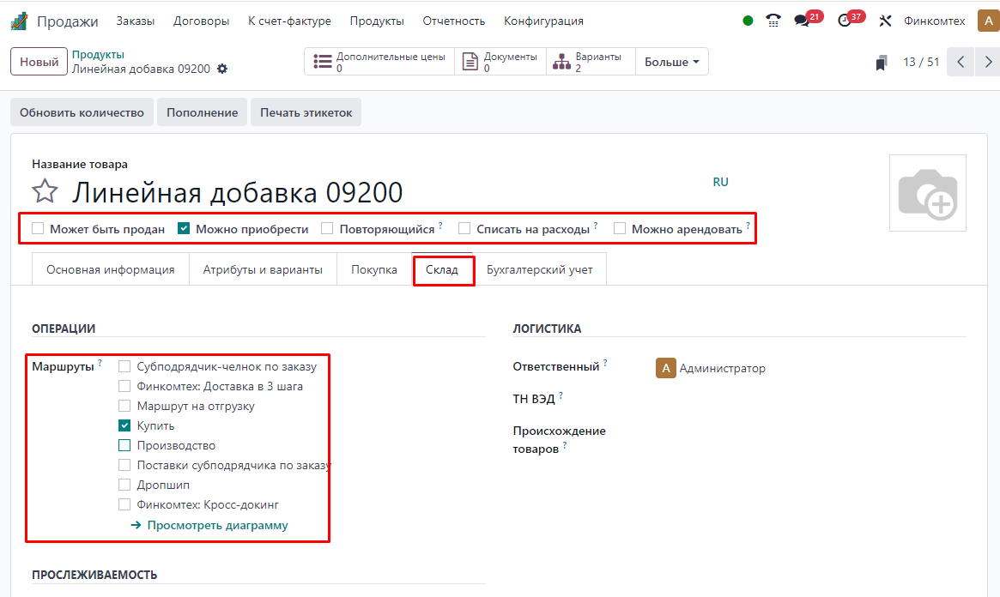 Продажи Заказы Договоры К счет-фактуре Продукты Отчетность Конфигурация 21 37 Финкомтех А
Новый Продукты
Линейная добавка 09200
Дополнительные цены
0
Документы
0
Варианты
2
Больше
13 / 51
Обновить количество Пополнение Печать этикеток
Название товара
Линейная добавка 09200 RU
Может быть продан Можно приобрести Повторяющийся ? Списать на расходы ? Можно арендовать ?
Основная информация Атрибуты и варианты Покупка Склад Бухгалтерский учет
ОПЕРАЦИИ
Маршруты ? Субподрядчик-челнок по заказу
Финкомтех: Доставка в 3 шага
Маршрут на отгрузку
Купить
Производство
Поставки субподрядчика по заказу
Дропшип
Финкомтех: Кросс-докинг
→ Просмотреть диаграмму
ЛОГИСТИКА
Ответственный ? А Администратор
ТН ВЭД ?
Происхождение
товаров ?
ПРОСЛЕЖИВАЕМОСТЬ